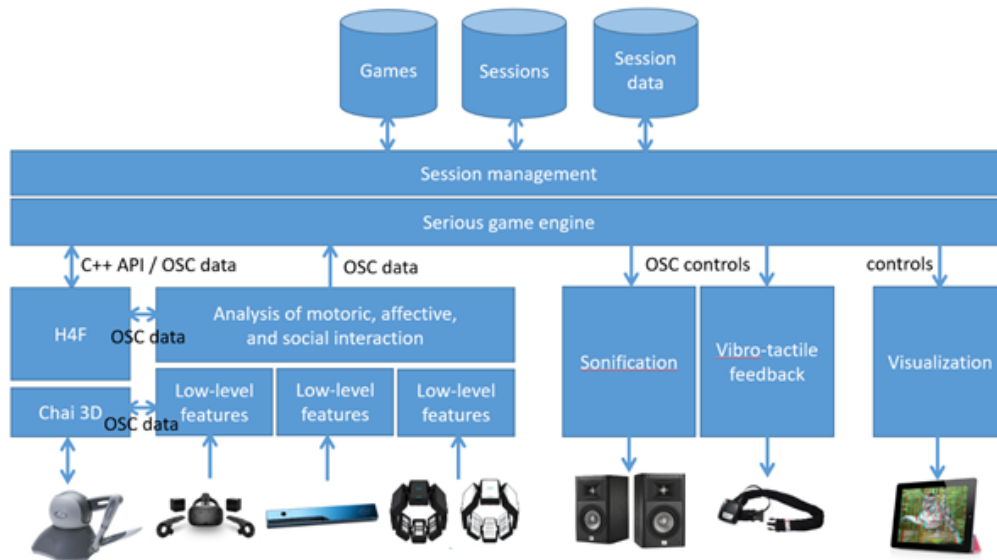 Games
Sessions
Session
data
Session management
Serious game engine
C++ API / OSC data
OSC data
OSC controls
controls
H4F
OSC data
Analysis of motoric, affective,
and social interaction
Sonification
Vibro-tactile
feedback
Visualization
Chai 3D
OSC data
Low-level
features
Low-level
features
Low-level
features